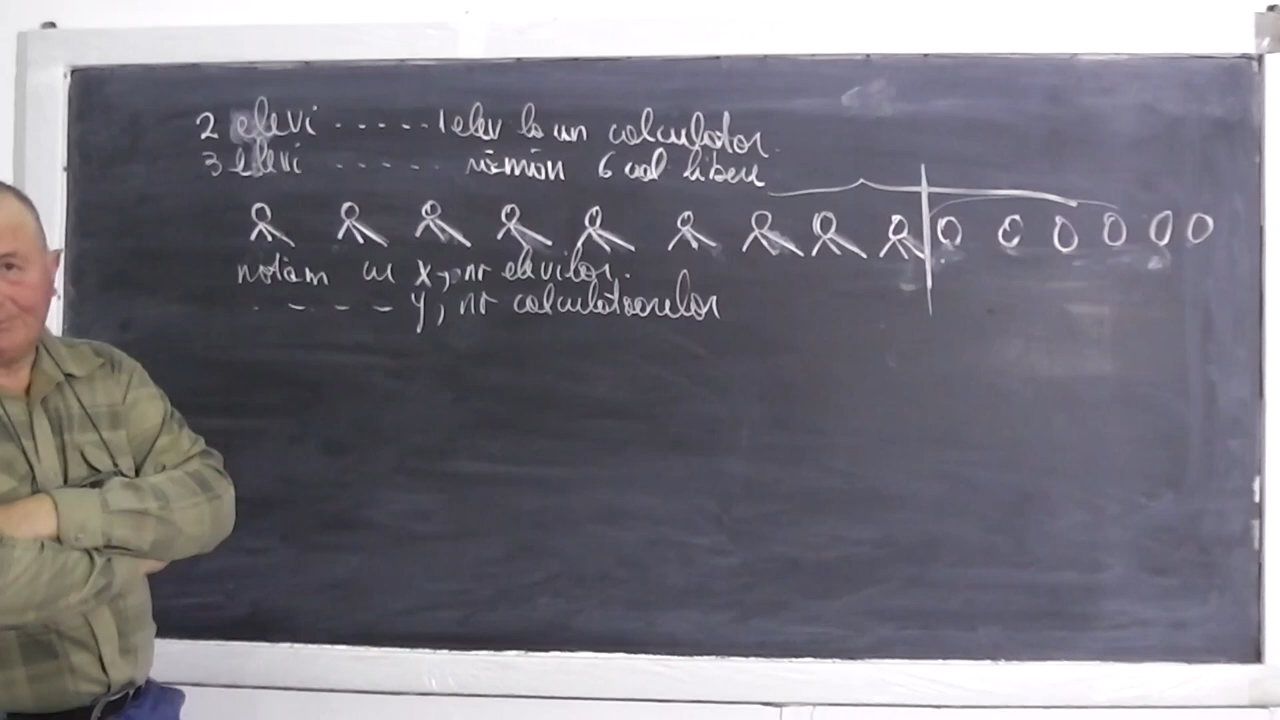 2 elevi ..... 1 elev la un calculator.
3 elevi ..... rămân 6 cal libere
notăm cu x, nr elevilor.
. - - - - y, nr calculatoarelor